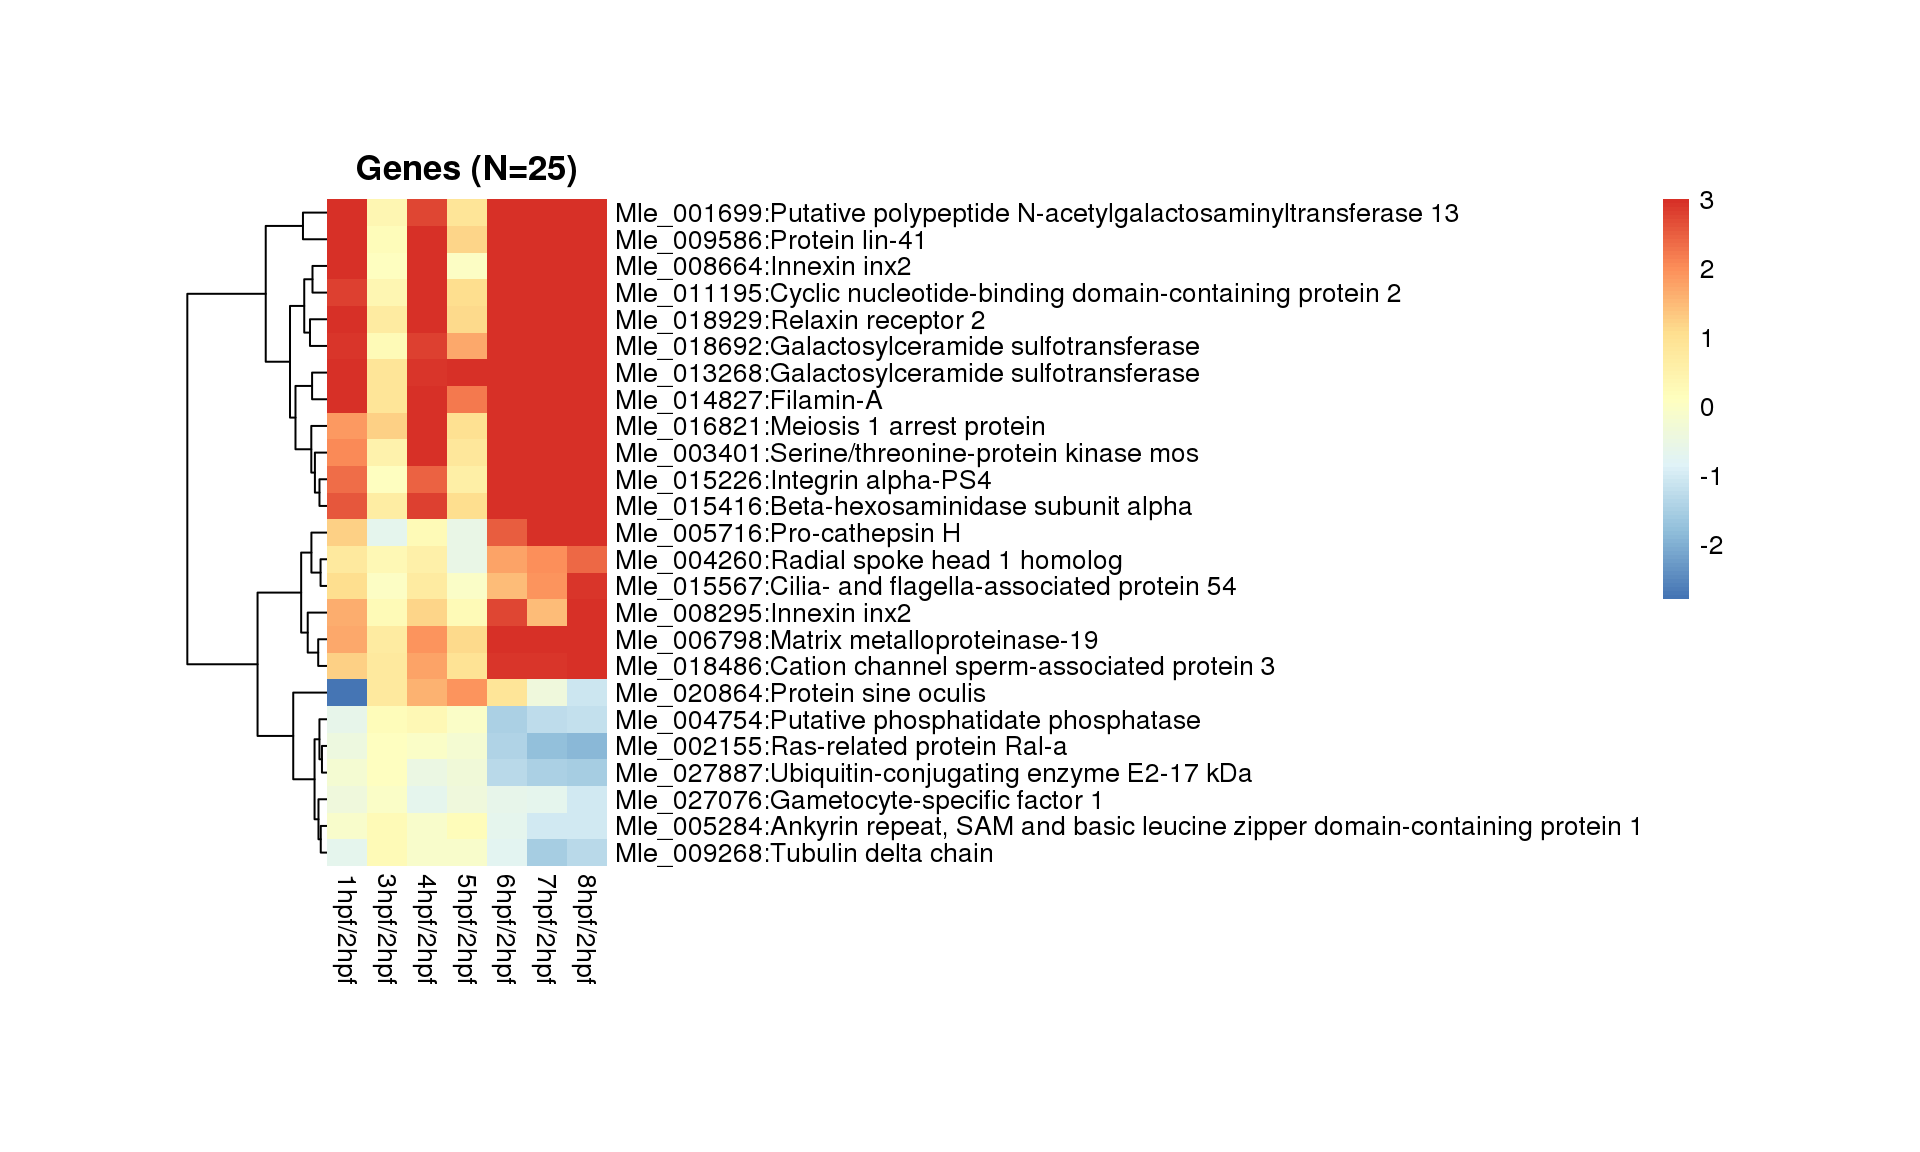 Genes (N=25)
Mle_001699:Putative polypeptide N-acetylgalactosaminyltransferase 13
Mle_009586:Protein lin-41
Mle_008664:Innexin inx2
Mle_011195:Cyclic nucleotide-binding domain-containing protein 2
Mle_018929:Relaxin receptor 2
Mle_018692:Galactosylceramide sulfotransferase
Mle_013268:Galactosylceramide sulfotransferase
Mle_014827:Filamin-A
Mle_016821:Meiosis 1 arrest protein
Mle_003401:Serine/threonine-protein kinase mos
Mle_015226:Integrin alpha-PS4
Mle_015416:Beta-hexosaminidase subunit alpha
Mle_005716:Pro-cathepsin H
Mle_004260:Radial spoke head 1 homolog
Mle_015567:Cilia- and flagella-associated protein 54
Mle_008295:Innexin inx2
Mle_006798:Matrix metalloproteinase-19
Mle_018486:Cation channel sperm-associated protein 3
Mle_020864:Protein sine oculis
Mle_004754:Putative phosphatidate phosphatase
Mle_002155:Ras-related protein Ral-a
Mle_027887:Ubiquitin-conjugating enzyme E2-17 kDa
Mle_027076:Gametocyte-specific factor 1
Mle_005284:Ankyrin repeat, SAM and basic leucine zipper domain-containing protein 1
Mle_009268:Tubulin delta chain
1hpf/2hpf
3hpf/2hpf
4hpf/2hpf
5hpf/2hpf
6hpf/2hpf
7hpf/2hpf
8hpf/2hpf
3
2
1
0
-1
-2